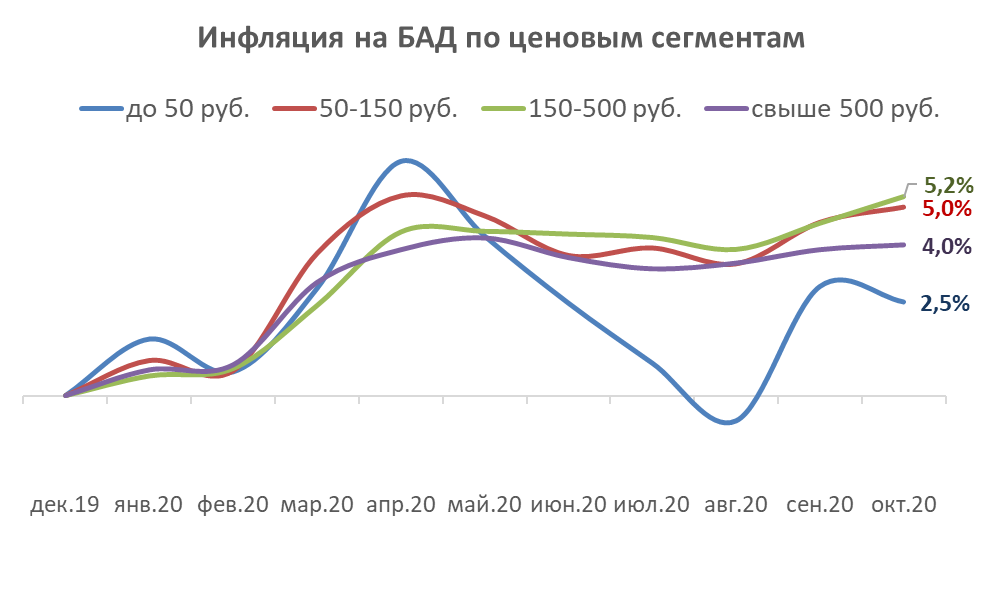 Инфляция на БАД по ценовым сегментам
до 50 руб. 50-150 руб. 150-500 руб. свыше 500 руб.
5,2%
5,0%
4,0%
2,5%
дек.19 янв.20 фев.20 мар.20 апр.20 май.20 июн.20 июл.20 авг.20 сен.20 окт.20